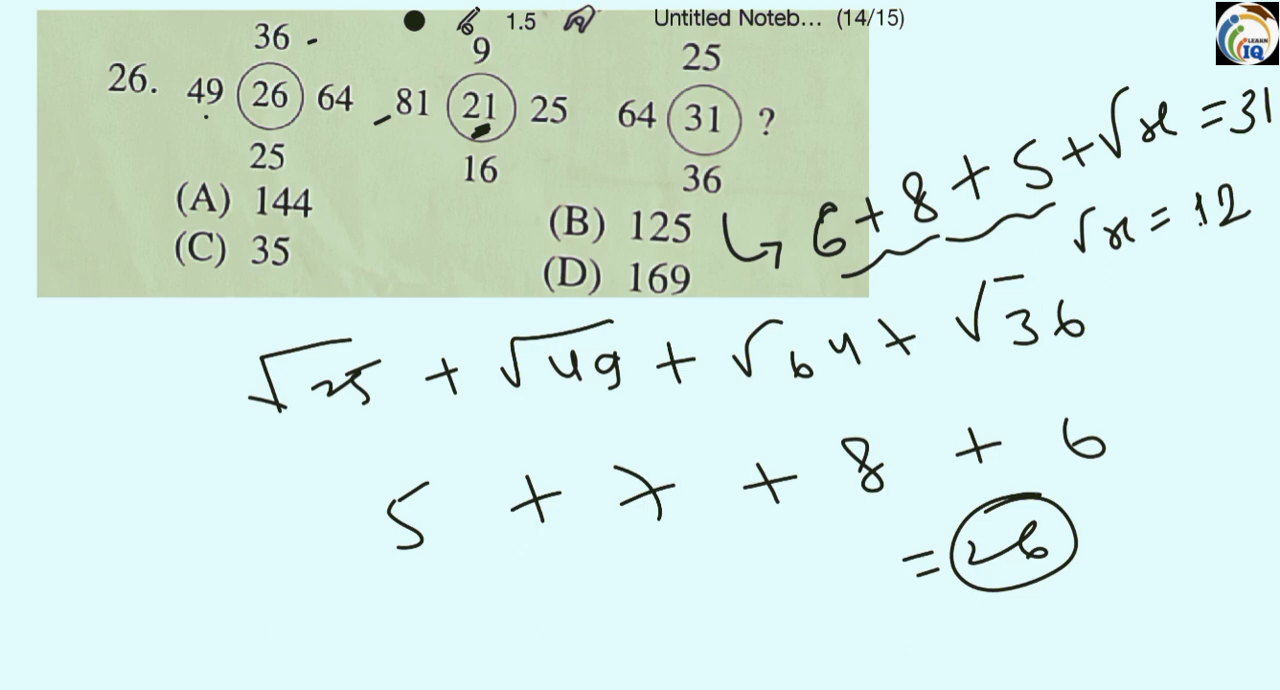 1.5 Untitled Noteb... (14/15)
LEARN
IQ
26.
36 -
49 26 64
25
9
81 21 25
16
25
64 31 ?
36
(A) 144
(B) 125
(C) 35
(D) 169
6 + 8 + 5 + √x = 31
√x = 12
√25 + √49 + √64 + √36
5 + 7 + 8 + 6
= 26